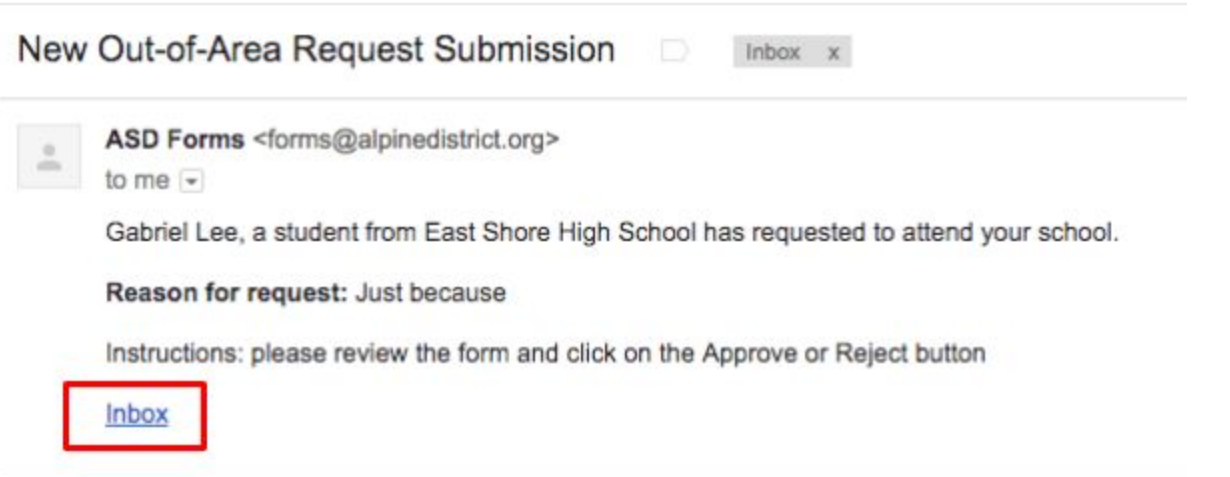 New Out-of-Area Request Submission Inbox x
ASD Forms <forms@alpinedistrict.org>
to me
Gabriel Lee, a student from East Shore High School has requested to attend your school.
Reason for request: Just because
Instructions: please review the form and click on the Approve or Reject button
Inbox